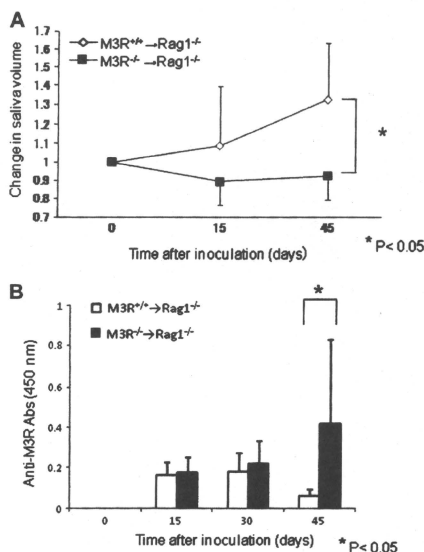 A
M3R+/+→Rag1-/-
M3R-/-→Rag1-/-
Change in saliva volume
1.7
1.6
1.5
1.4
1.3
1.2
1.1
1
0.9
0.8
0.7
*
0
15
45
Time after inoculation (days)
* P< 0.05
B
*
M3R+/+→Rag1-/-
M3R-/-→Rag1-/-
Anti-M3R Abs (450 nm)
1
0.8
0.6
0.4
0.2
0
0
15
30
45
Time after inoculation (days)
* P< 0.05